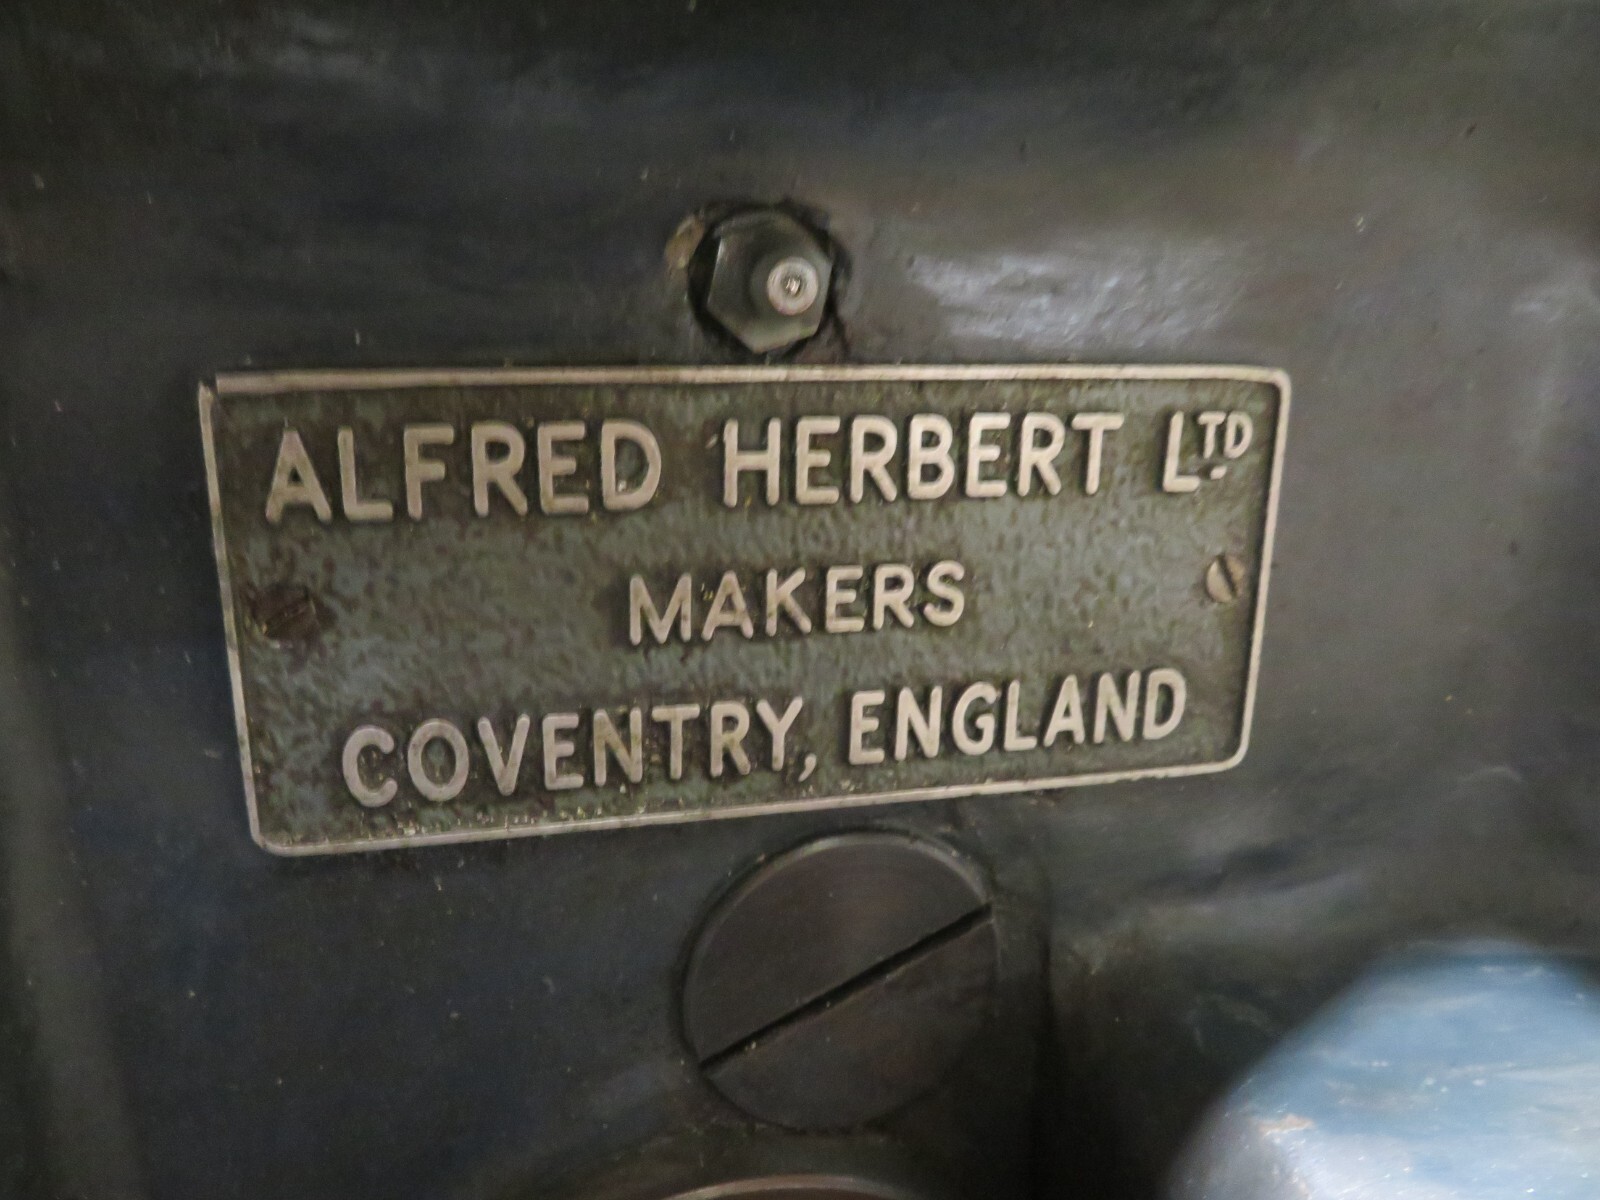 ALFRED HERBERT LTD
MAKERS
COVENTRY, ENGLAND